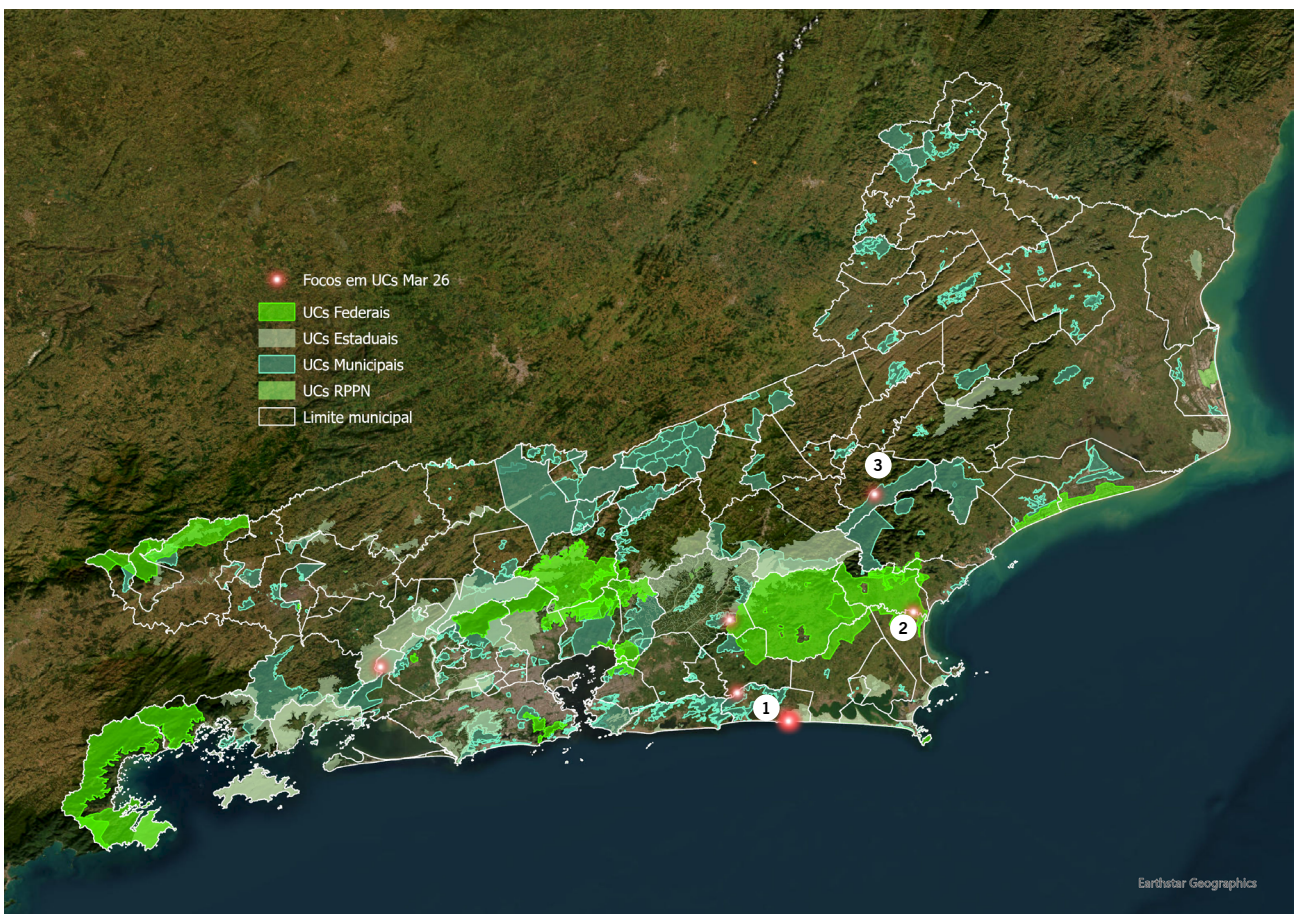 Focos em UCs Mar 26
UCs Federais
UCs Estaduais
UCs Municipais
UCs RPPN
Limite municipal
3
2
1
Earthstar Geographics